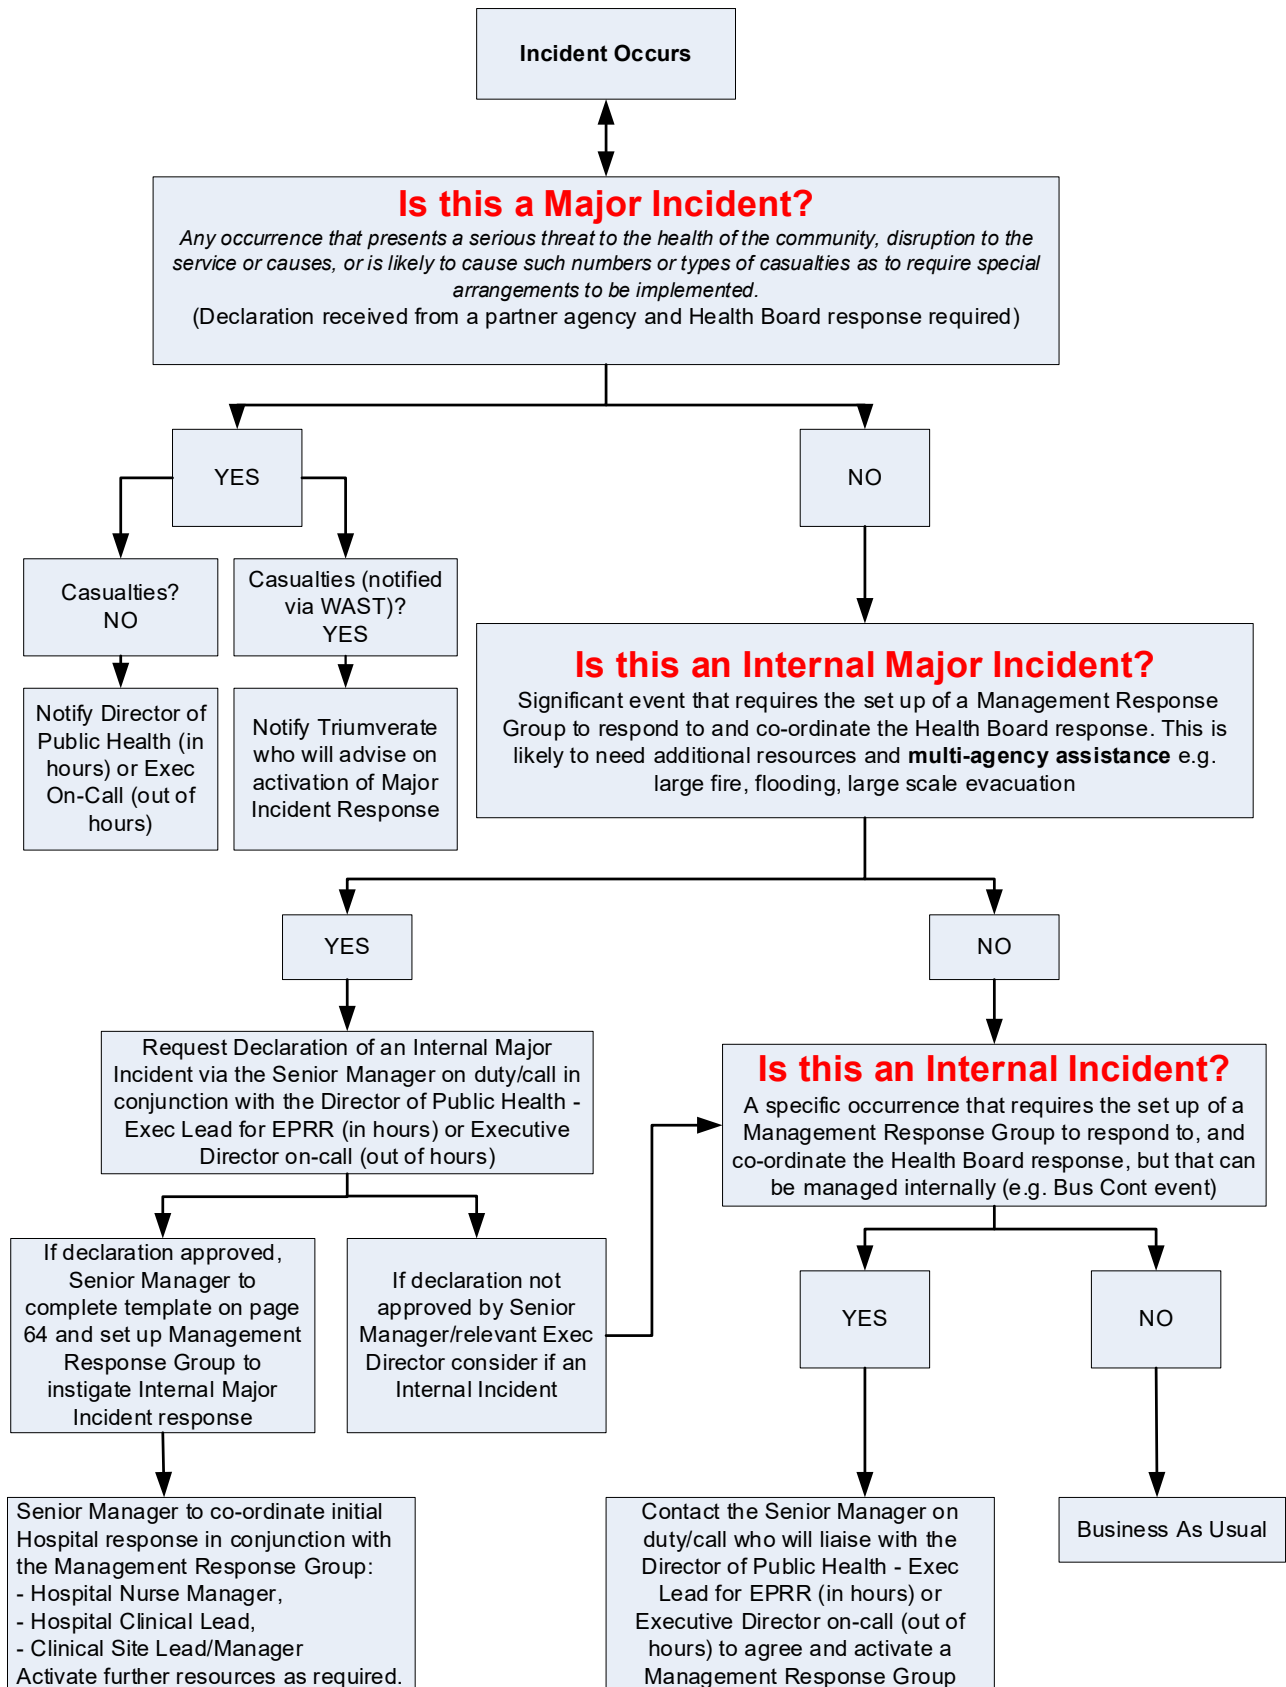 Incident Occurs
Is this a Major Incident?
Any occurrence that presents a serious threat to the health of the community, disruption to the
service or causes, or is likely to cause such numbers or types of casualties as to require special
arrangements to be implemented.
(Declaration received from a partner agency and Health Board response required)
YES
NO
Casualties?
NO
Casualties (notified
via WAST)?
YES
Notify Director of
Public Health (in
hours) or Exec
On-Call (out of
hours)
Notify Triumverate
who will advise on
activation of Major
Incident Response
Is this an Internal Major Incident?
Significant event that requires the set up of a Management Response
Group to respond to and co-ordinate the Health Board response. This is
likely to need additional resources and multi-agency assistance e.g.
large fire, flooding, large scale evacuation
YES
NO
Request Declaration of an Internal Major
Incident via the Senior Manager on duty/call in
conjunction with the Director of Public Health -
Exec Lead for EPRR (in hours) or Executive
Director on-call (out of hours)
Is this an Internal Incident?
A specific occurrence that requires the set up of a
Management Response Group to respond to, and
co-ordinate the Health Board response, but that can
be managed internally (e.g. Bus Cont event)
If declaration approved,
Senior Manager to
complete template on page
64 and set up Management
Response Group to
instigate Internal Major
Incident response
If declaration not
approved by Senior
Manager/relevant Exec
Director consider if an
Internal Incident
YES
NO
Senior Manager to co-ordinate initial
Hospital response in conjunction with
the Management Response Group:
- Hospital Nurse Manager,
- Hospital Clinical Lead,
- Clinical Site Lead/Manager
Activate further resources as required.
Contact the Senior Manager on
duty/call who will liaise with the
Director of Public Health - Exec
Lead for EPRR (in hours) or
Executive Director on-call (out of
hours) to agree and activate a
Management Response Group
Business As Usual